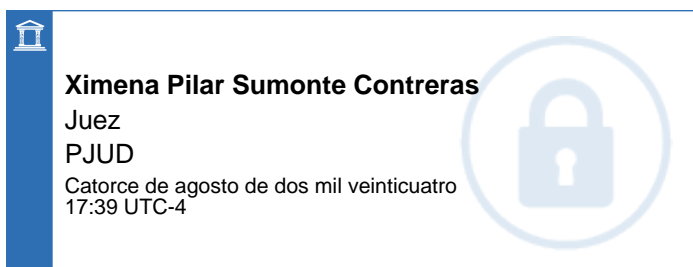 Ximena Pilar Sumonte Contreras
Juez
PJUD
Catorce de agosto de dos mil veinticuatro
17:39 UTC-4